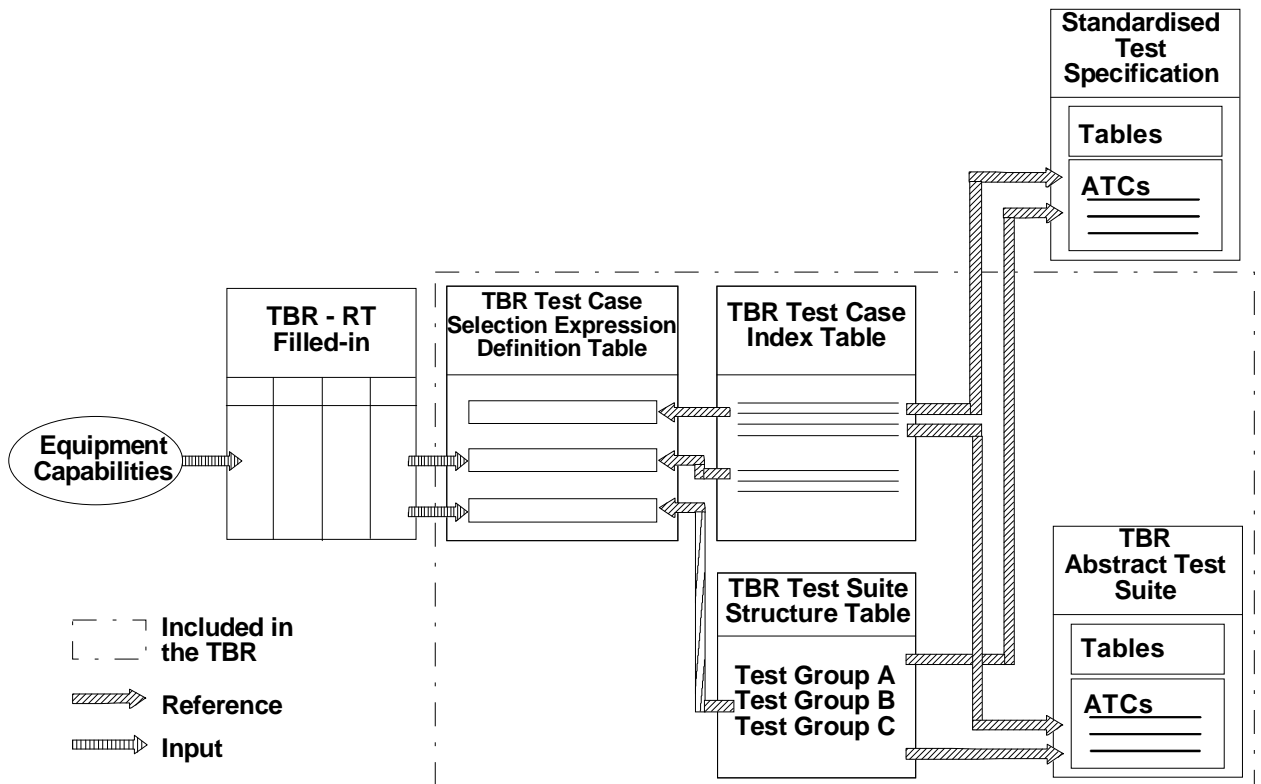 Standardised
Test
Specification
Tables
ATCs
TBR - RT
Filled-in
TBR Test Case
Selection Expression
Definition Table
TBR Test Case
Index Table
Equipment
Capabilities
TBR Test Suite
Structure Table
Test Group A
Test Group B
Test Group C
TBR
Abstract Test
Suite
Tables
ATCs
Included in
the TBR
Reference
Input